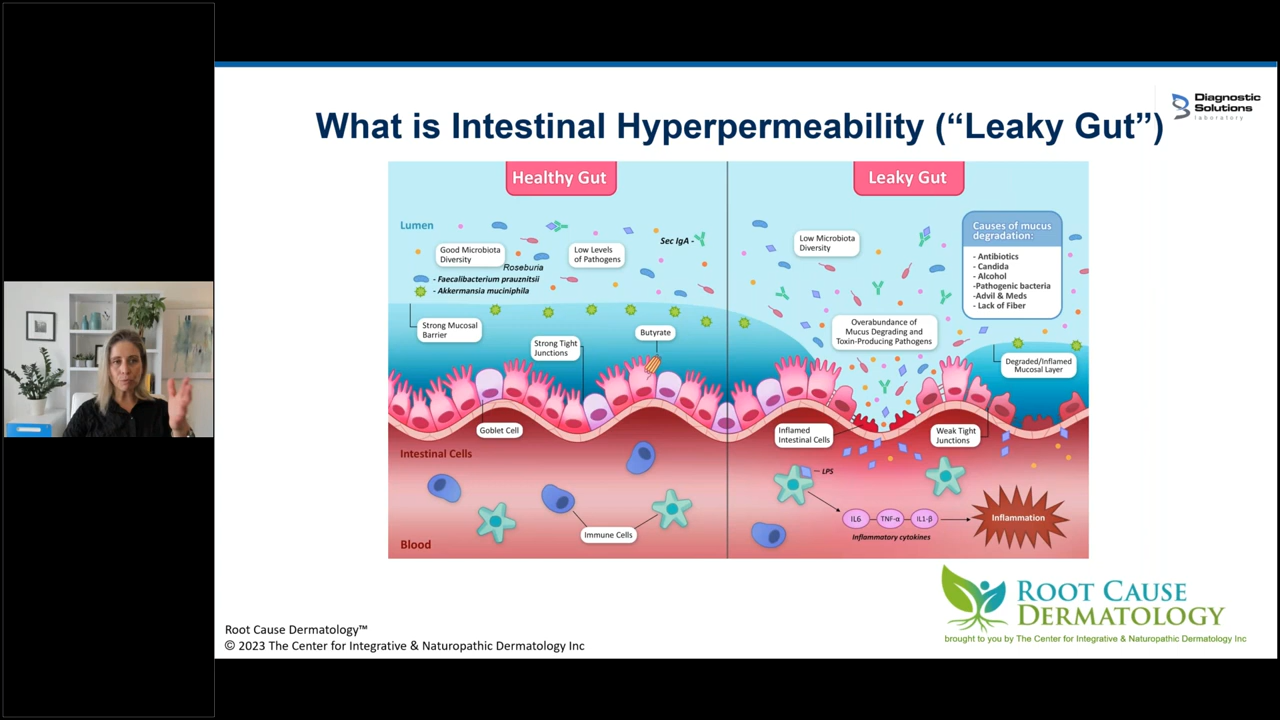 What is Intestinal Hyperpermeability (“Leaky Gut”)
Diagnostic
Solutions
laboratory
Healthy Gut
Lumen
Good Microbiota
Diversity
Low Levels
of Pathogens
Sec IgA -
Roseburia
- Faecalibacterium prauznitsii
- Akkermansia muciniphila
Strong Mucosal
Barrier
Strong Tight
Junctions
Butyrate
Goblet Cell
Intestinal Cells
Immune Cells
Blood
Leaky Gut
Low Microbiota
Diversity
Causes of mucus
degradation:
- Antibiotics
- Candida
- Alcohol
-Pathogenic bacteria
-Advil & Meds
- Lack of Fiber
Overabundance of
Mucus Degrading and
Toxin-Producing Pathogens
Degraded/Inflamed
Mucosal Layer
Inflamed
Intestinal Cells
Weak Tight
Junctions
LPS
IL6
TNF-α
IL1-β
Inflammatory cytokines
Inflammation
ROOT CAUSE
DERMATOLOGY
brought to you by The Center for Integrative & Naturopathic Dermatology Inc
Root Cause Dermatology™
© 2023 The Center for Integrative & Naturopathic Dermatology Inc